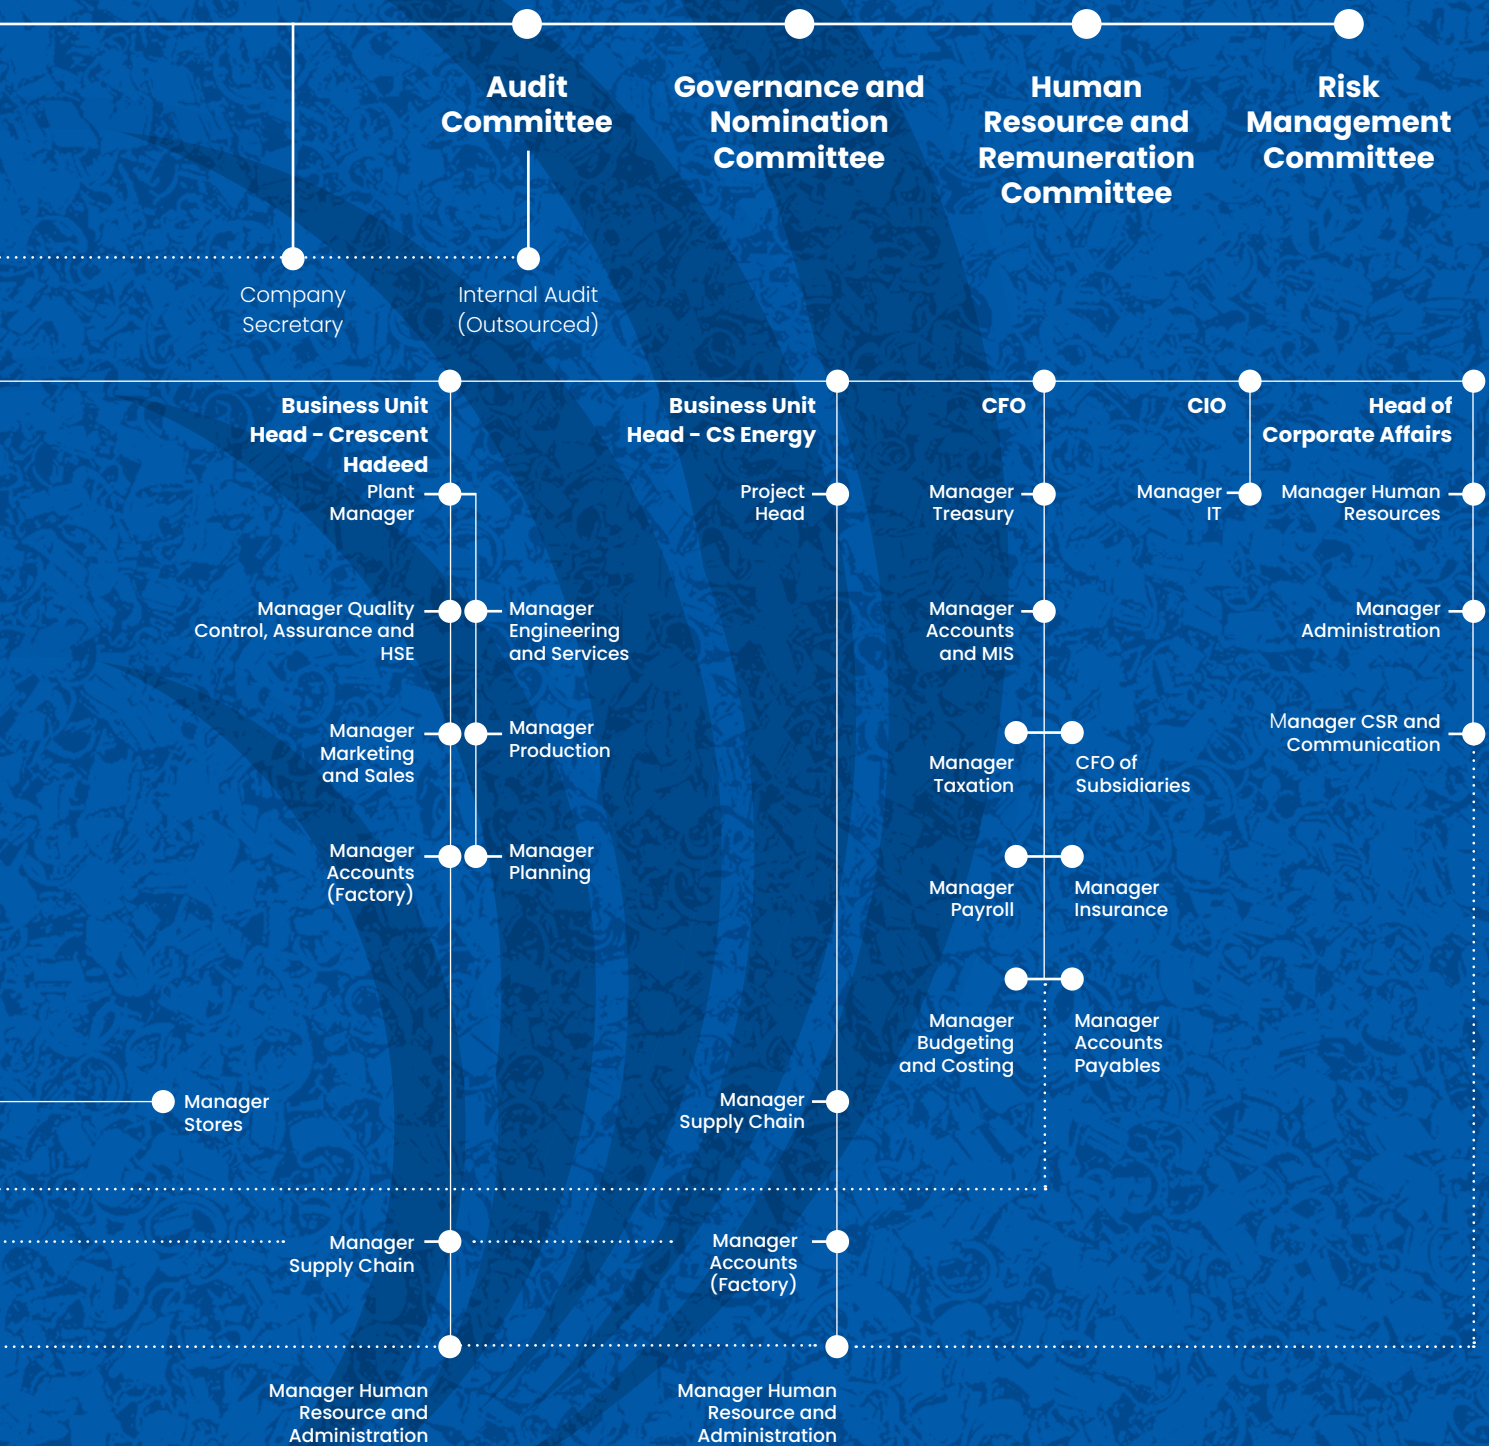 Audit
Committee
Governance and
Nomination
Committee
Human
Resource and
Remuneration
Committee
Risk
Management
Committee
Company
Secretary
Internal Audit
(Outsourced)
Business Unit
Head - Crescent
Hadeed
Business Unit
Head - CS Energy
CFO
CIO
Head of
Corporate Affairs
Plant
Manager
Project
Head
Manager
Treasury
Manager
IT
Manager Human
Resources
Manager Quality
Control, Assurance and
HSE
Manager
Engineering
and Services
Manager
Accounts
and MIS
Manager
Administration
Manager
Marketing
and Sales
Manager
Production
Manager
Taxation
CFO of
Subsidiaries
Manager CSR and
Communication
Manager
Accounts
(Factory)
Manager
Planning
Manager
Payroll
Manager
Insurance
Manager
Budgeting
and Costing
Manager
Accounts
Payables
Manager
Stores
Manager
Supply Chain
Manager
Supply Chain
Manager
Accounts
(Factory)
Manager Human
Resource and
Administration
Manager Human
Resource and
Administration